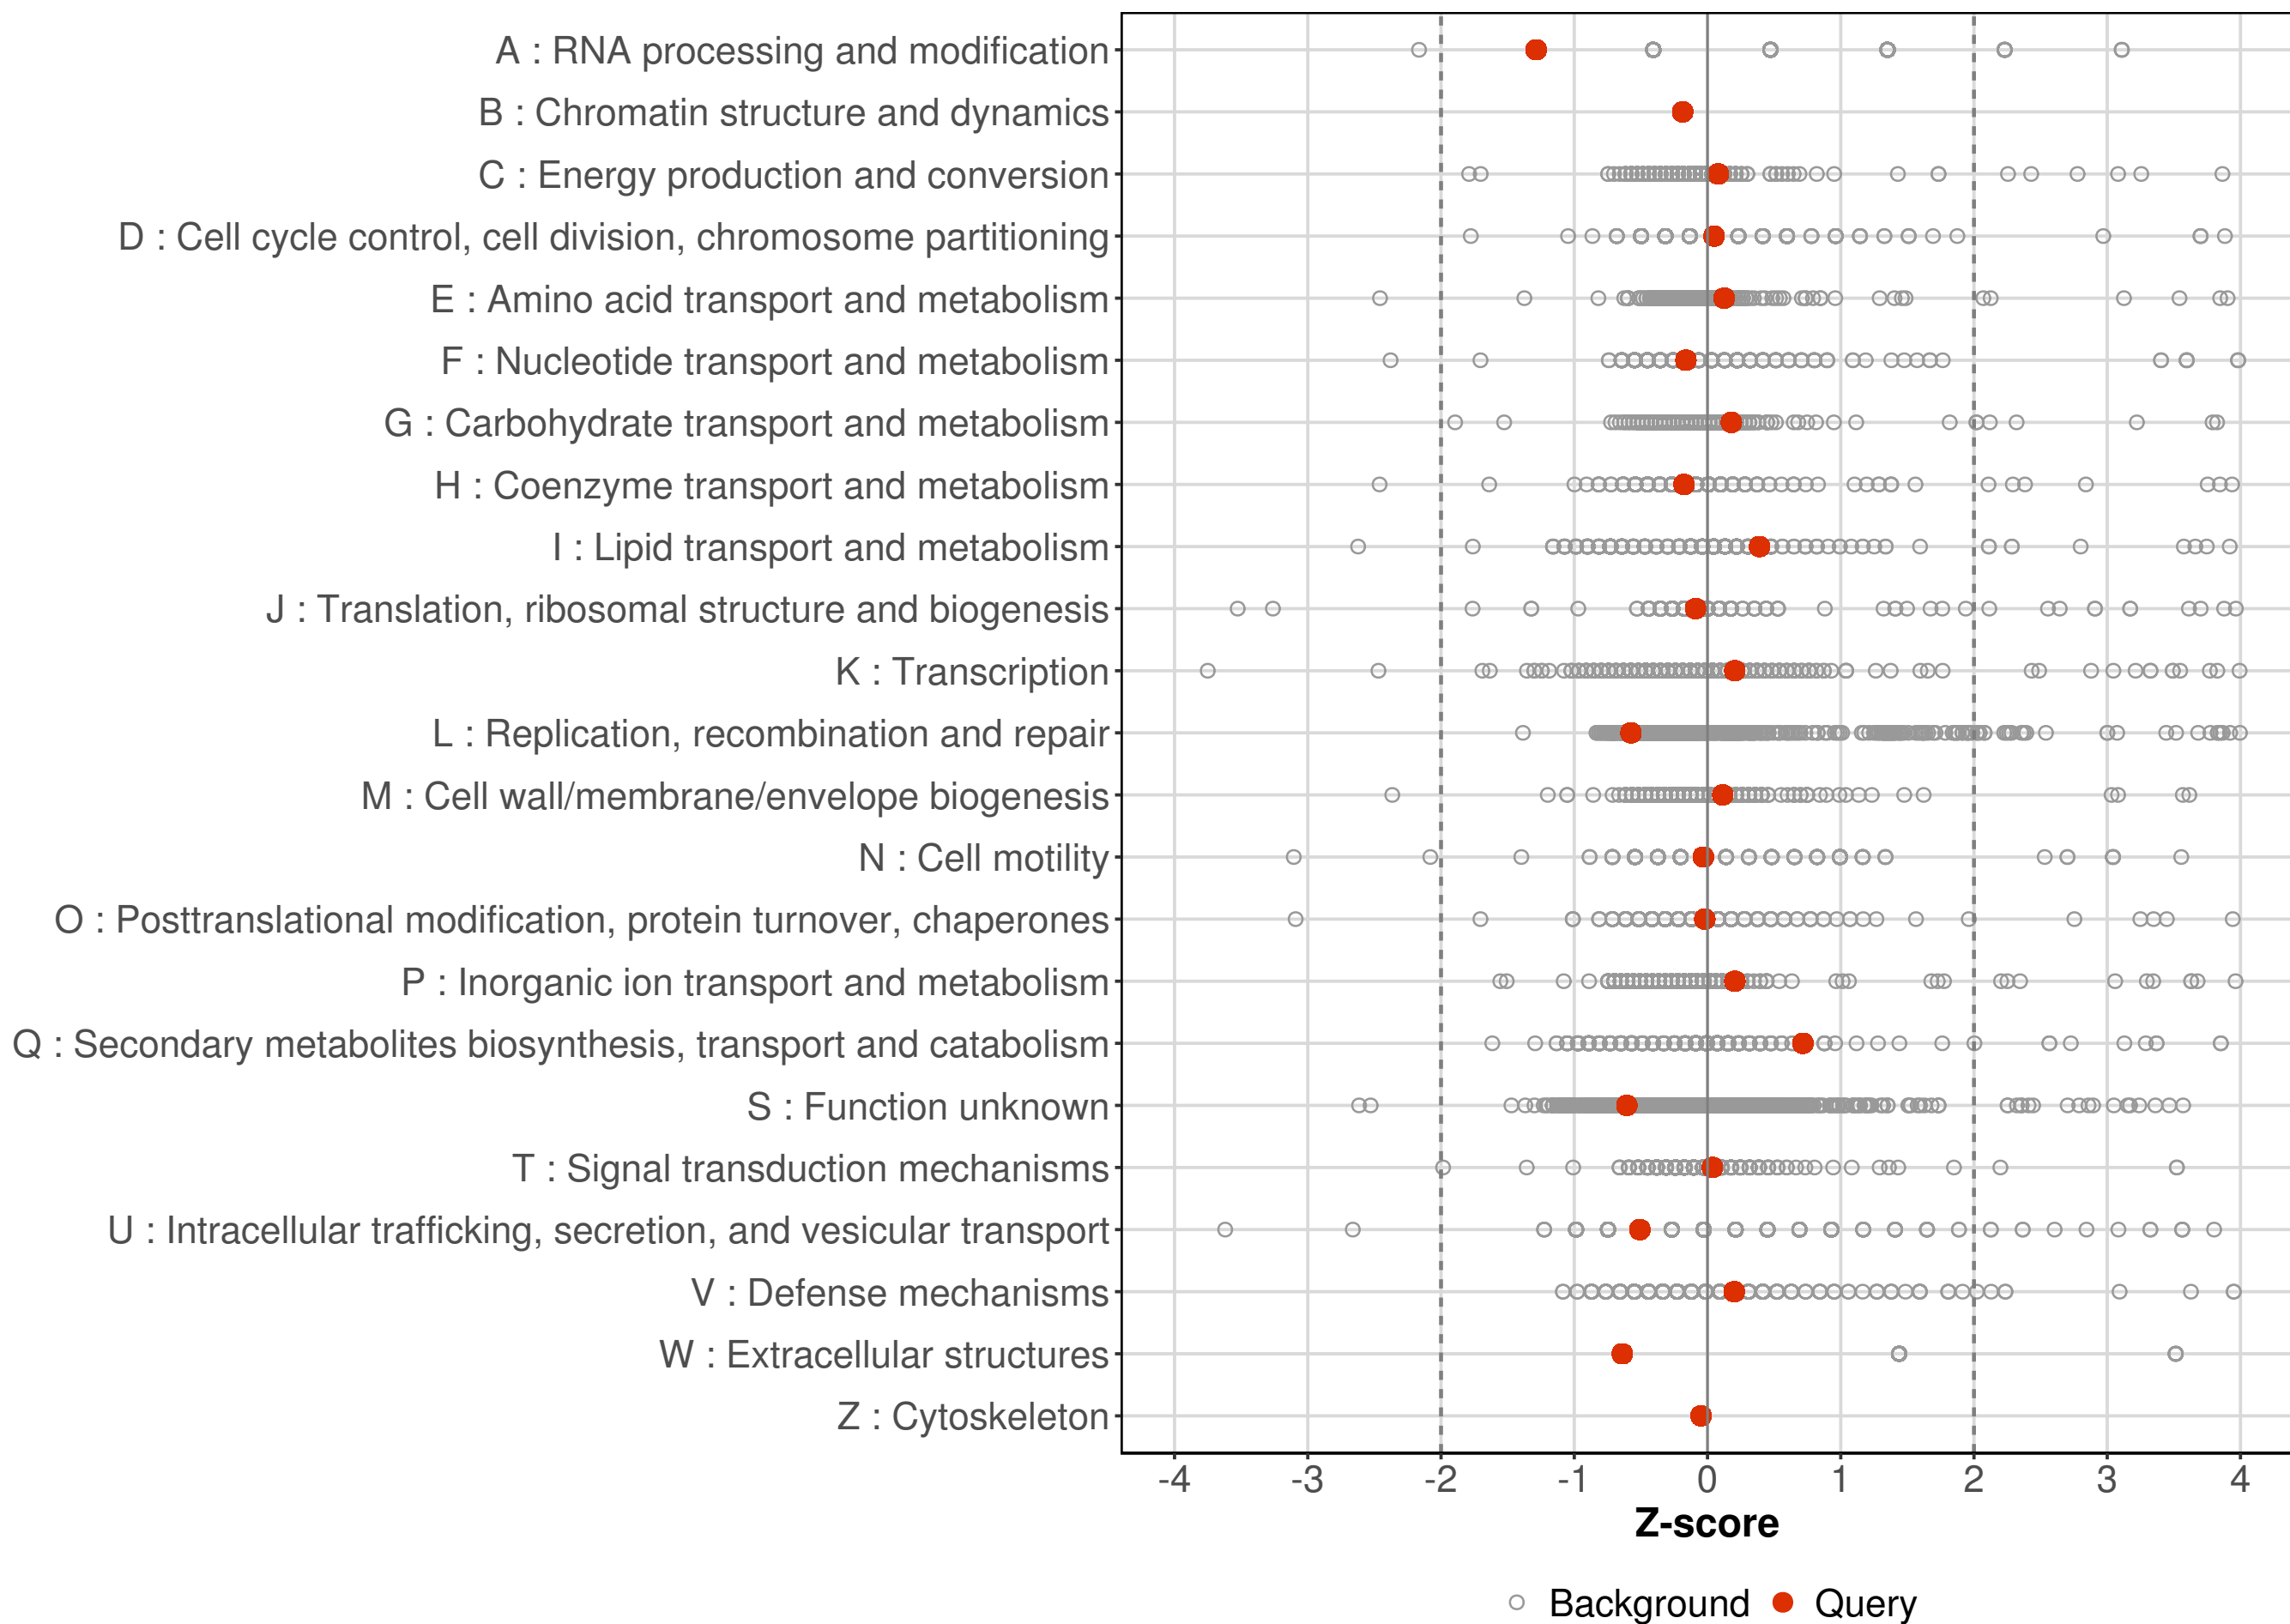 A : RNA processing and modification
B : Chromatin structure and dynamics
C : Energy production and conversion
D : Cell cycle control, cell division, chromosome partitioning
E : Amino acid transport and metabolism
F : Nucleotide transport and metabolism
G : Carbohydrate transport and metabolism
H : Coenzyme transport and metabolism
I : Lipid transport and metabolism
J : Translation, ribosomal structure and biogenesis
K : Transcription
L : Replication, recombination and repair
M : Cell wall/membrane/envelope biogenesis
N : Cell motility
O : Posttranslational modification, protein turnover, chaperones
P : Inorganic ion transport and metabolism
Q : Secondary metabolites biosynthesis, transport and catabolism
S : Function unknown
T : Signal transduction mechanisms
U : Intracellular trafficking, secretion, and vesicular transport
V : Defense mechanisms
W : Extracellular structures
Z : Cytoskeleton
-4 -3 -2 -1 0 1 2 3 4
Z-score
Background Query